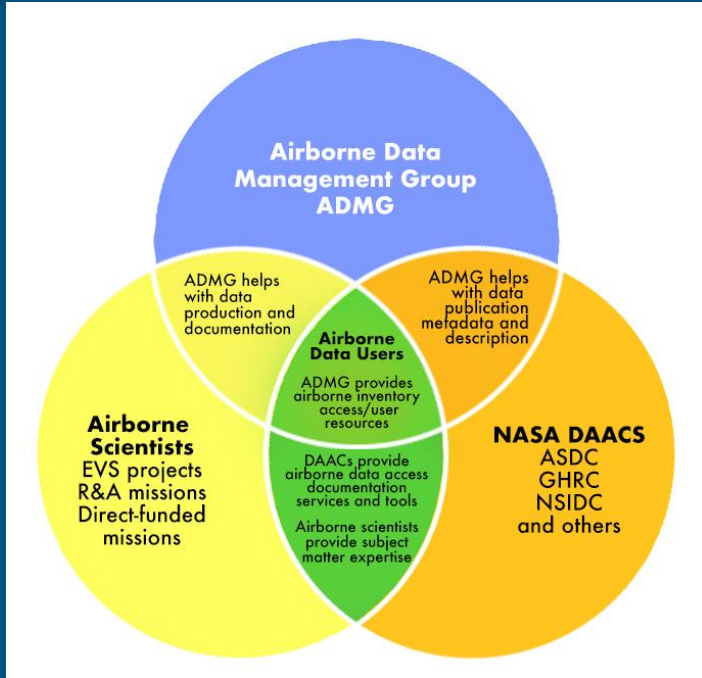 Airborne Data
Management Group
ADMG
ADMG helps
with data
production and
documentation
ADMG helps
with data
publication
metadata and
description
Airborne
Data Users
ADMG provides
airborne inventory
access/user
resources
Airborne
Scientists
EVS projects
R&A missions
Direct-funded
missions
DAACs provide
airborne data access
documentation
services and tools
Airborne scientists
provide subject
matter expertise
NASA DAACS
ASDC
GHRC
NSIDC
and others